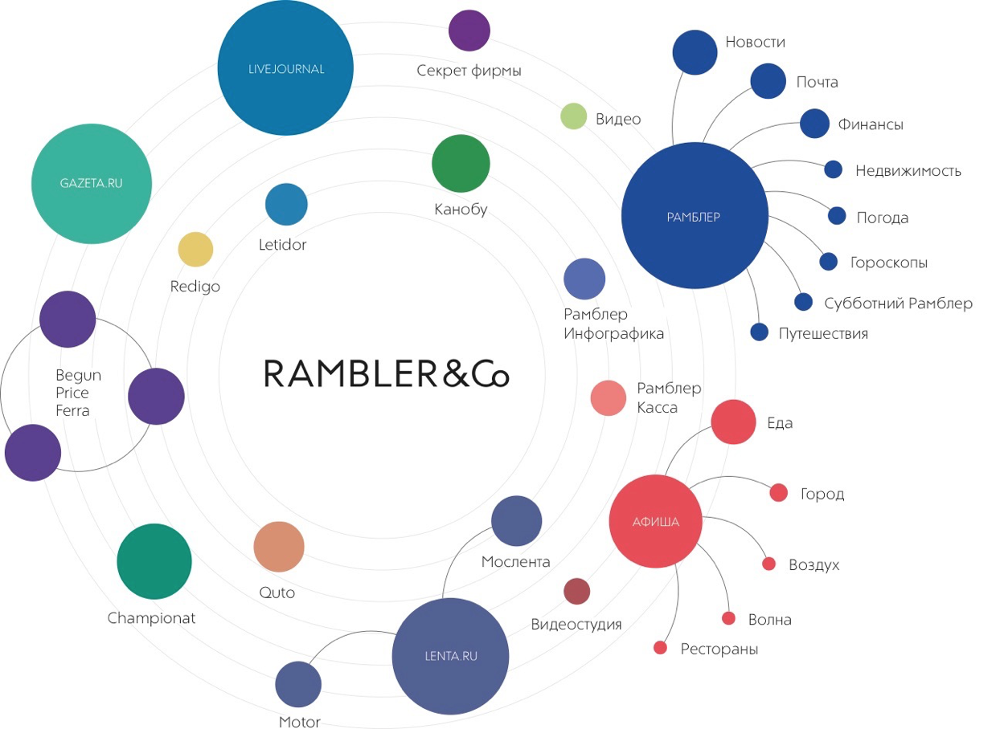 Новости
LIVEJOURNAL
Секрет фирмы
Почта
Видео
Финансы
Недвижимость
GAZETA.RU
Канобу
РАМБЛЕР
Погода
Letidor
Гороскопы
Redigo
Субботний Рамблер
Рамблер
Инфографика
Путешествия
RAMBLER&Co
Begun
Price
Ferra
Рамблер
Касса
Еда
Город
АФИША
Мослента
Воздух
Quto
Championat
Видеостудия
Волна
Рестораны
LENTA.RU
Motor